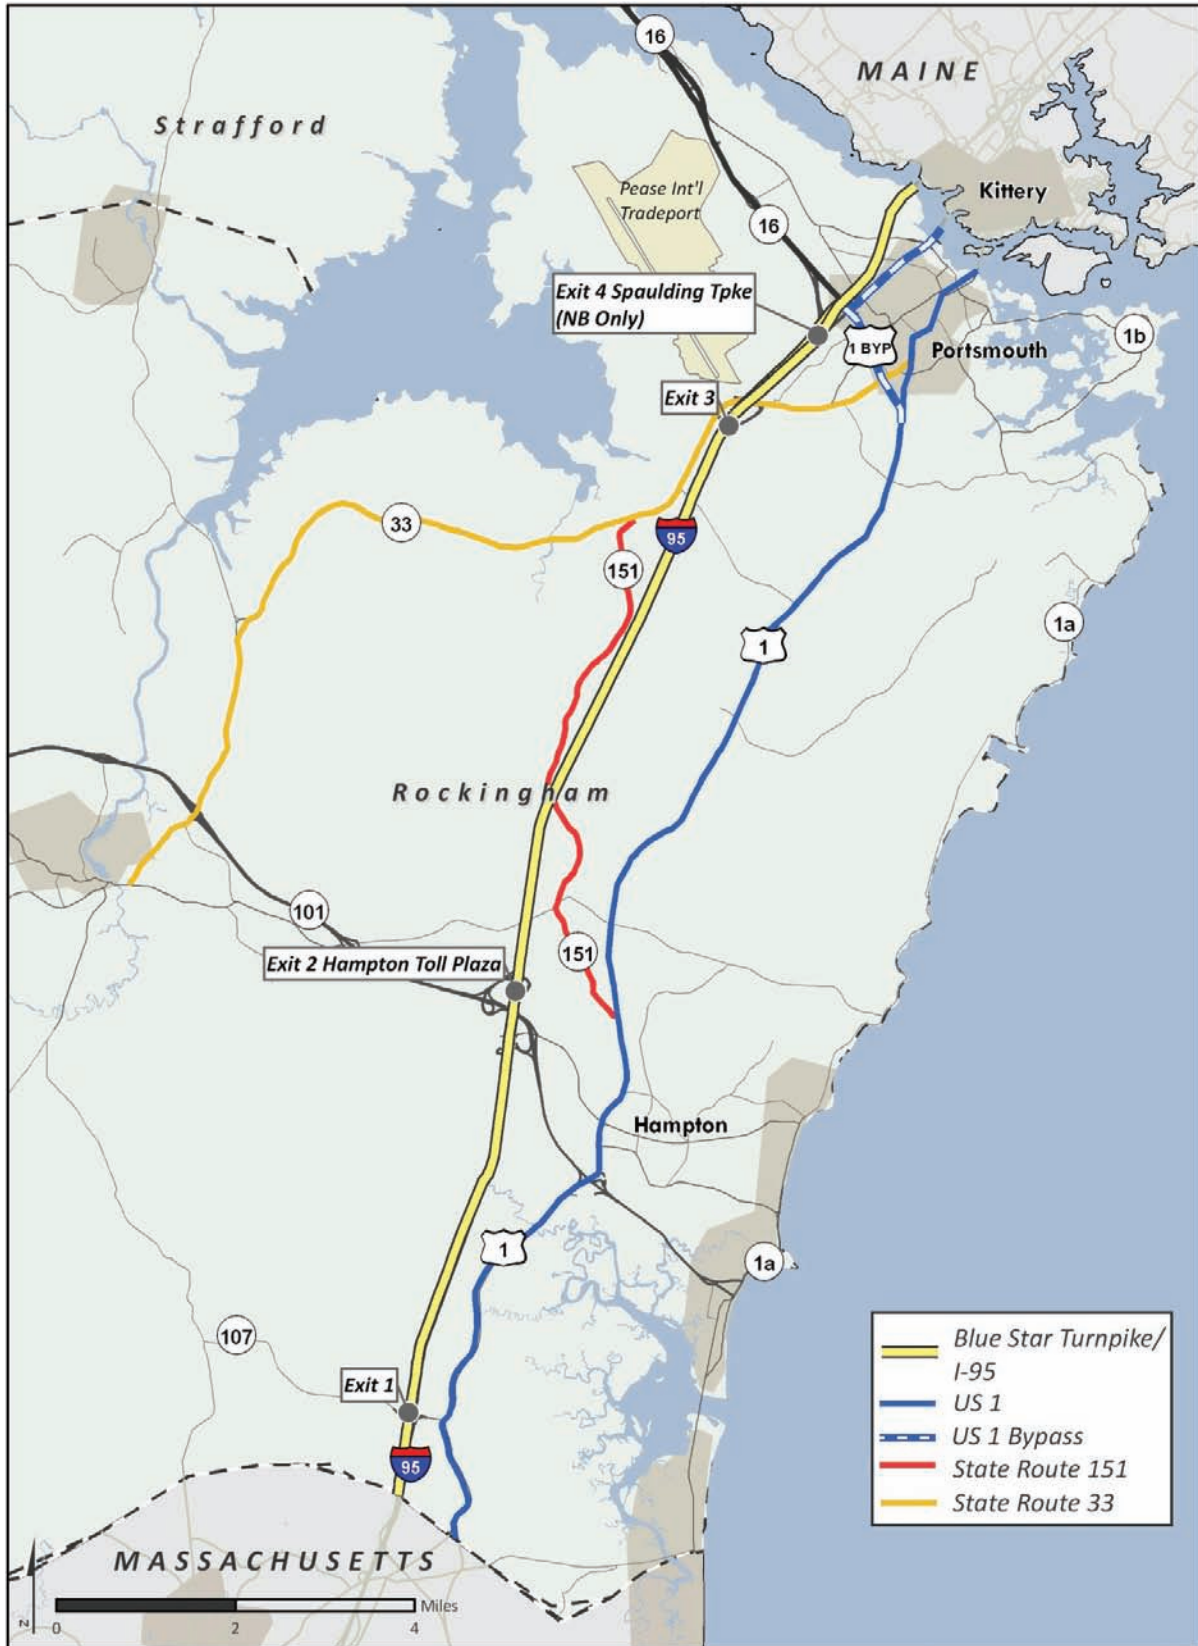 16
MAINE
Strafford
Pease Int'l
Tradeport
Kittery
16
Exit 4 Spaulding Tpke
(NB Only)
1 BYP
Portsmouth
1b
Exit 3
33
95
151
1
1a
Rockingham
101
151
Exit 2 Hampton Toll Plaza
Hampton
1
1a
107
Exit 1
95
Blue Star Turnpike/
I-95
US 1
US 1 Bypass
State Route 151
State Route 33
MASSACHUSETTS
Miles
0 2 4
N